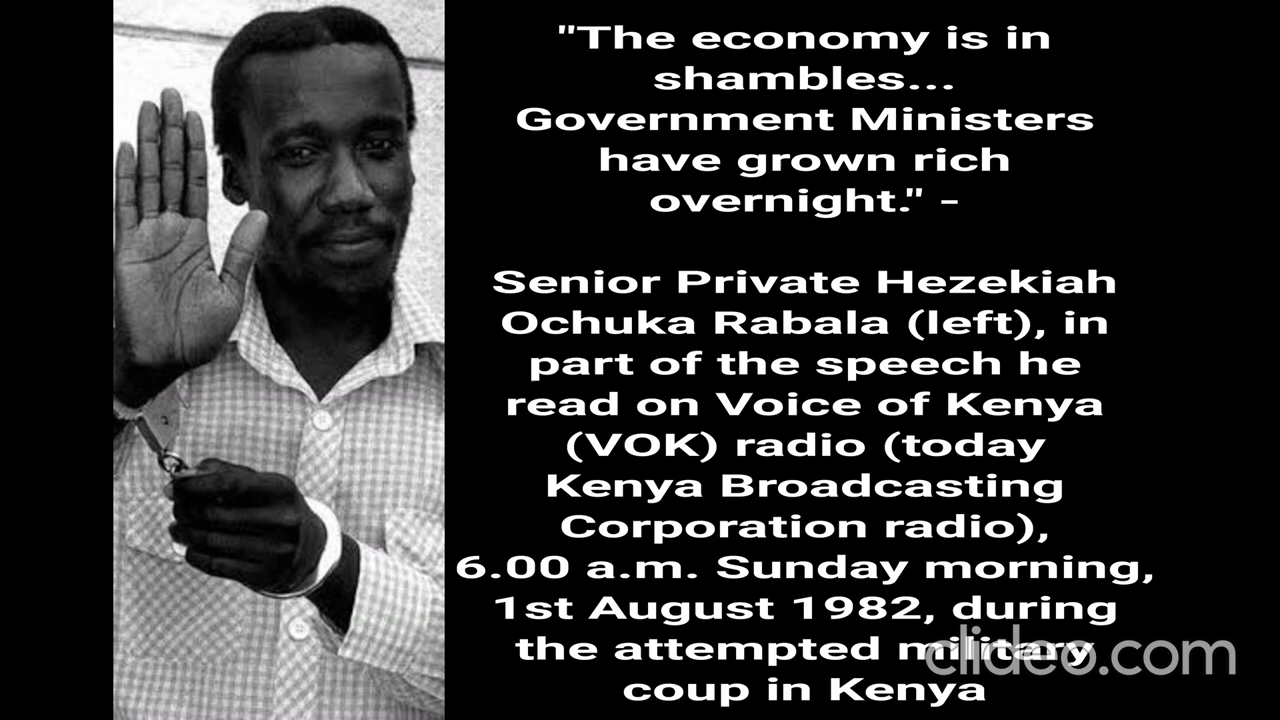 "The economy is in
shambles...
Government Ministers
have grown rich
overnight." -
Senior Private Hezekiah
Ochuka Rabala (left), in
part of the speech he
read on Voice of Kenya
(VOK) radio (today
Kenya Broadcasting
Corporation radio),
6.00 a.m. Sunday morning,
1st August 1982, during
the attempted military
coup in Kenya
clideo.com